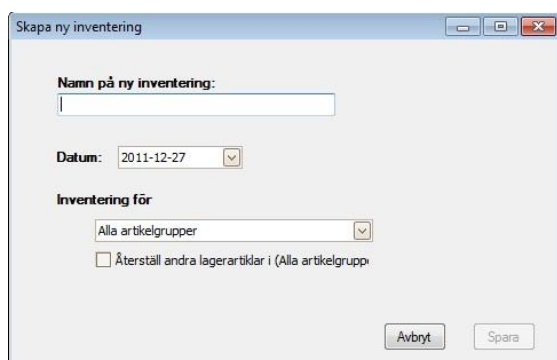 Skapa ny inventering
Namn på ny inventering:
Datum: 2011-12-27
Inventering för
Alla artikelgrupper
Återställ andra lagerartiklar i (Alla artikelgrupp
Avbryt Spara